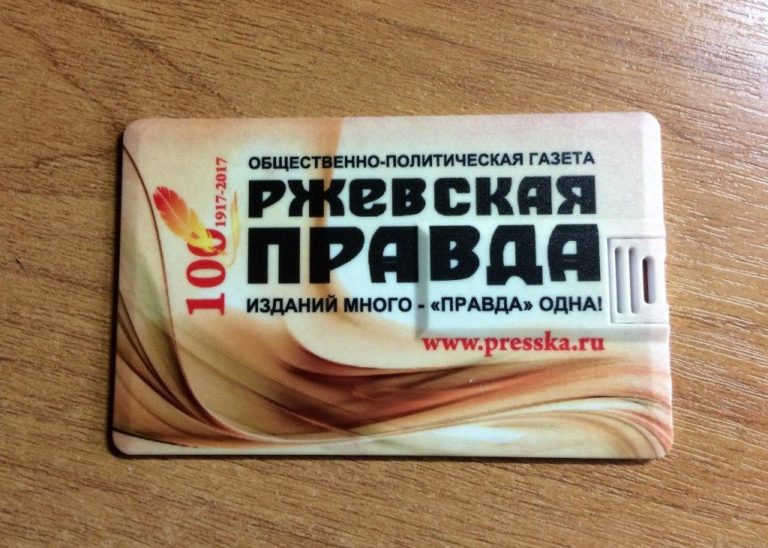 ОБЩЕСТВЕННО-ПОЛИТИЧЕСКАЯ ГАЗЕТА
РЖЕВСКАЯ
ПРАВДА
ИЗДАНИЙ МНОГО - «ПРАВДА» ОДНА!
www.presska.ru
100
1917-2017